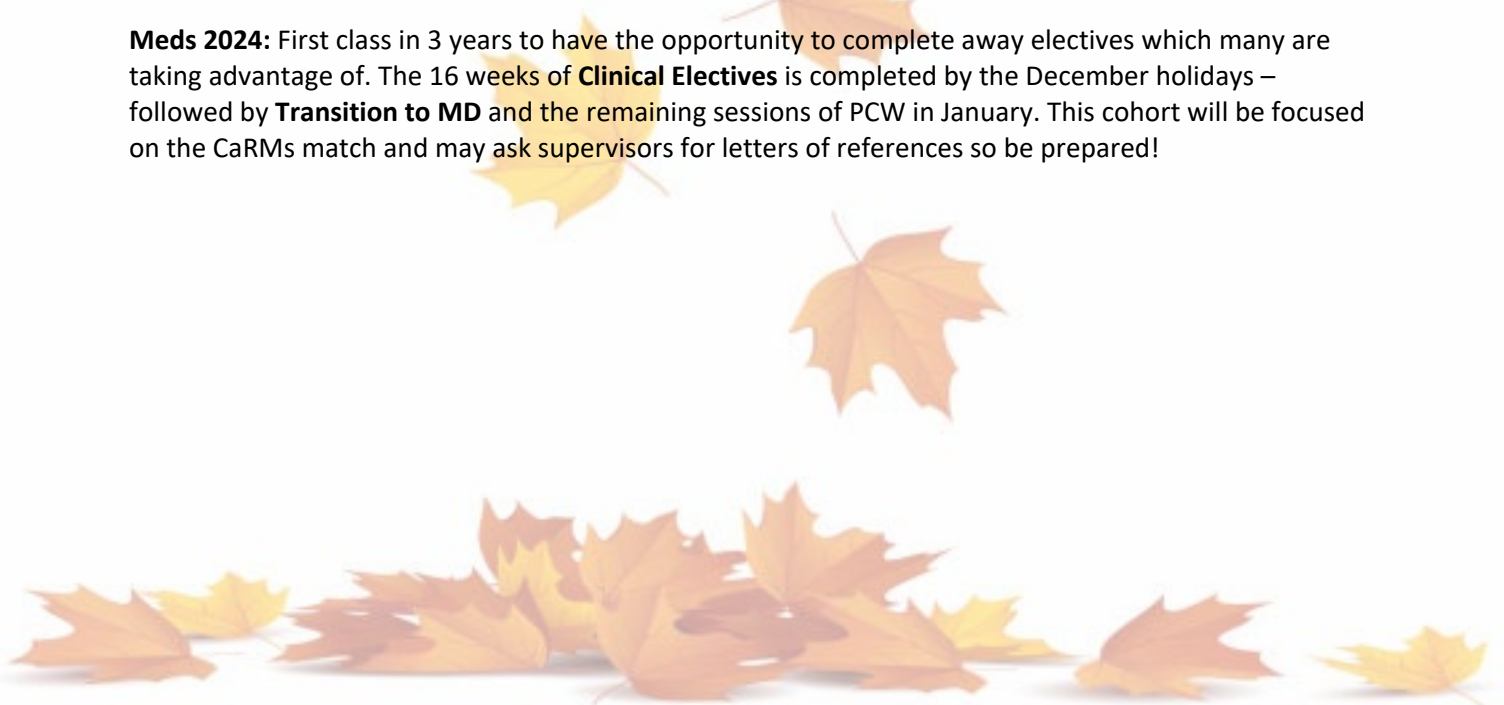 Meds 2024: First class in 3 years to have the opportunity to complete away electives which many are
taking advantage of. The 16 weeks of Clinical Electives is completed by the December holidays –
followed by Transition to MD and the remaining sessions of PCW in January. This cohort will be focused
on the CaRMs match and may ask supervisors for letters of references so be prepared!